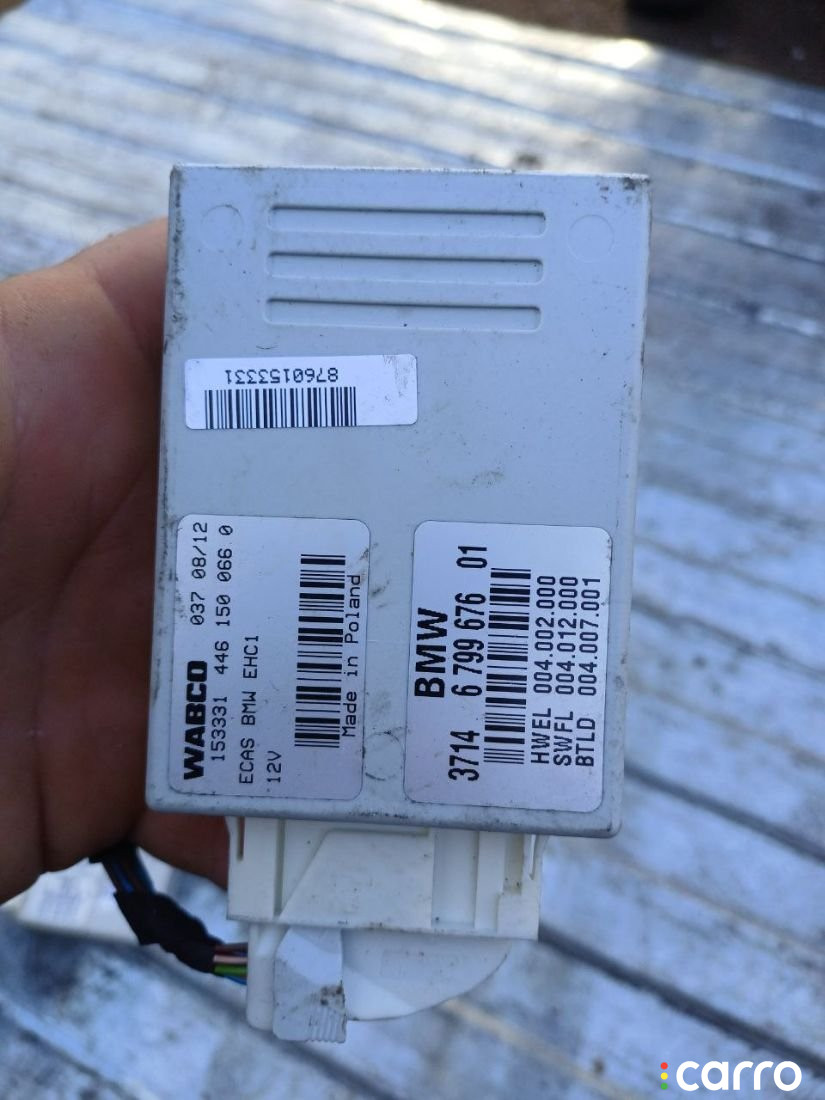 87600153331
WABCO 037 08/12
153331 446 150 066 0
ECAS BMW EHC1
12V
Made in Poland
BMW
3714 6 799 676 01
HWEL 004.002.000
SWFL 004.012.000
BTLD 004.007.001
carro